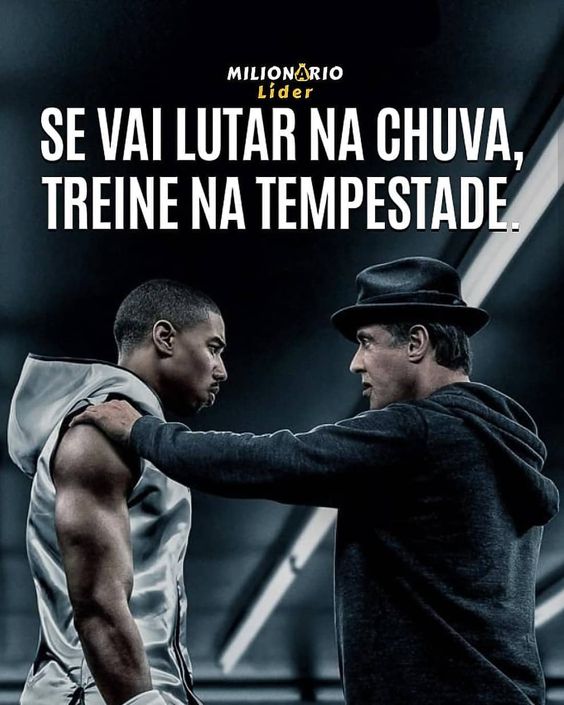 MILIONÁRIO
Líder
SE VAI LUTAR NA CHUVA,
TREINE NA TEMPESTADE.